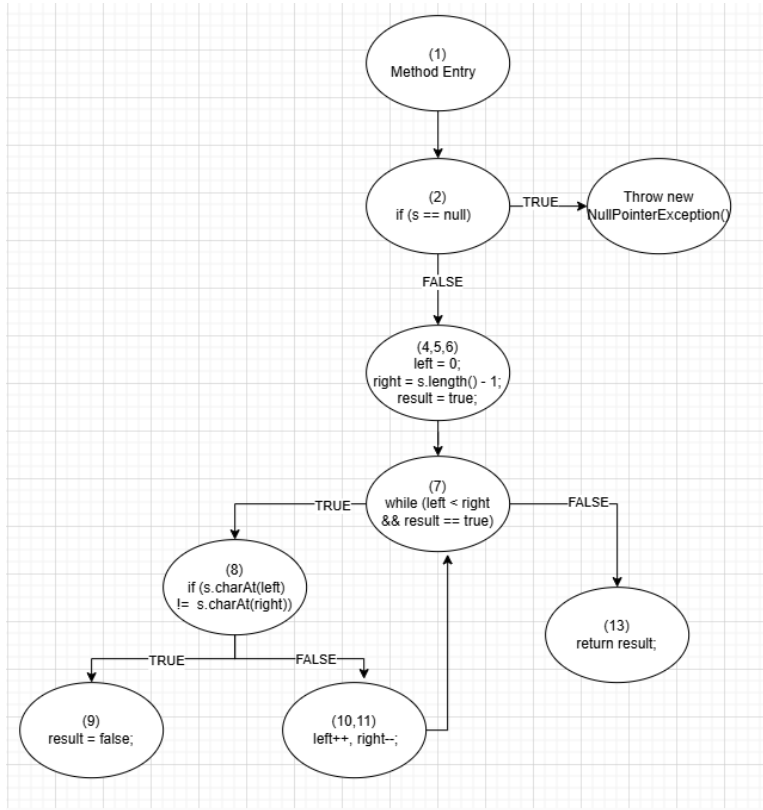 (1)
Method Entry
(2)
if (s == null)
TRUE
Throw new
NullPointerException()
FALSE
(4,5,6)
left = 0;
right = s.length() - 1;
result = true;
(7)
while (left < right
&& result == true)
TRUE
FALSE
(8)
if (s.charAt(left)
!= s.charAt(right))
(13)
return result;
TRUE
FALSE
(9)
result = false;
(10,11)
left++, right--;